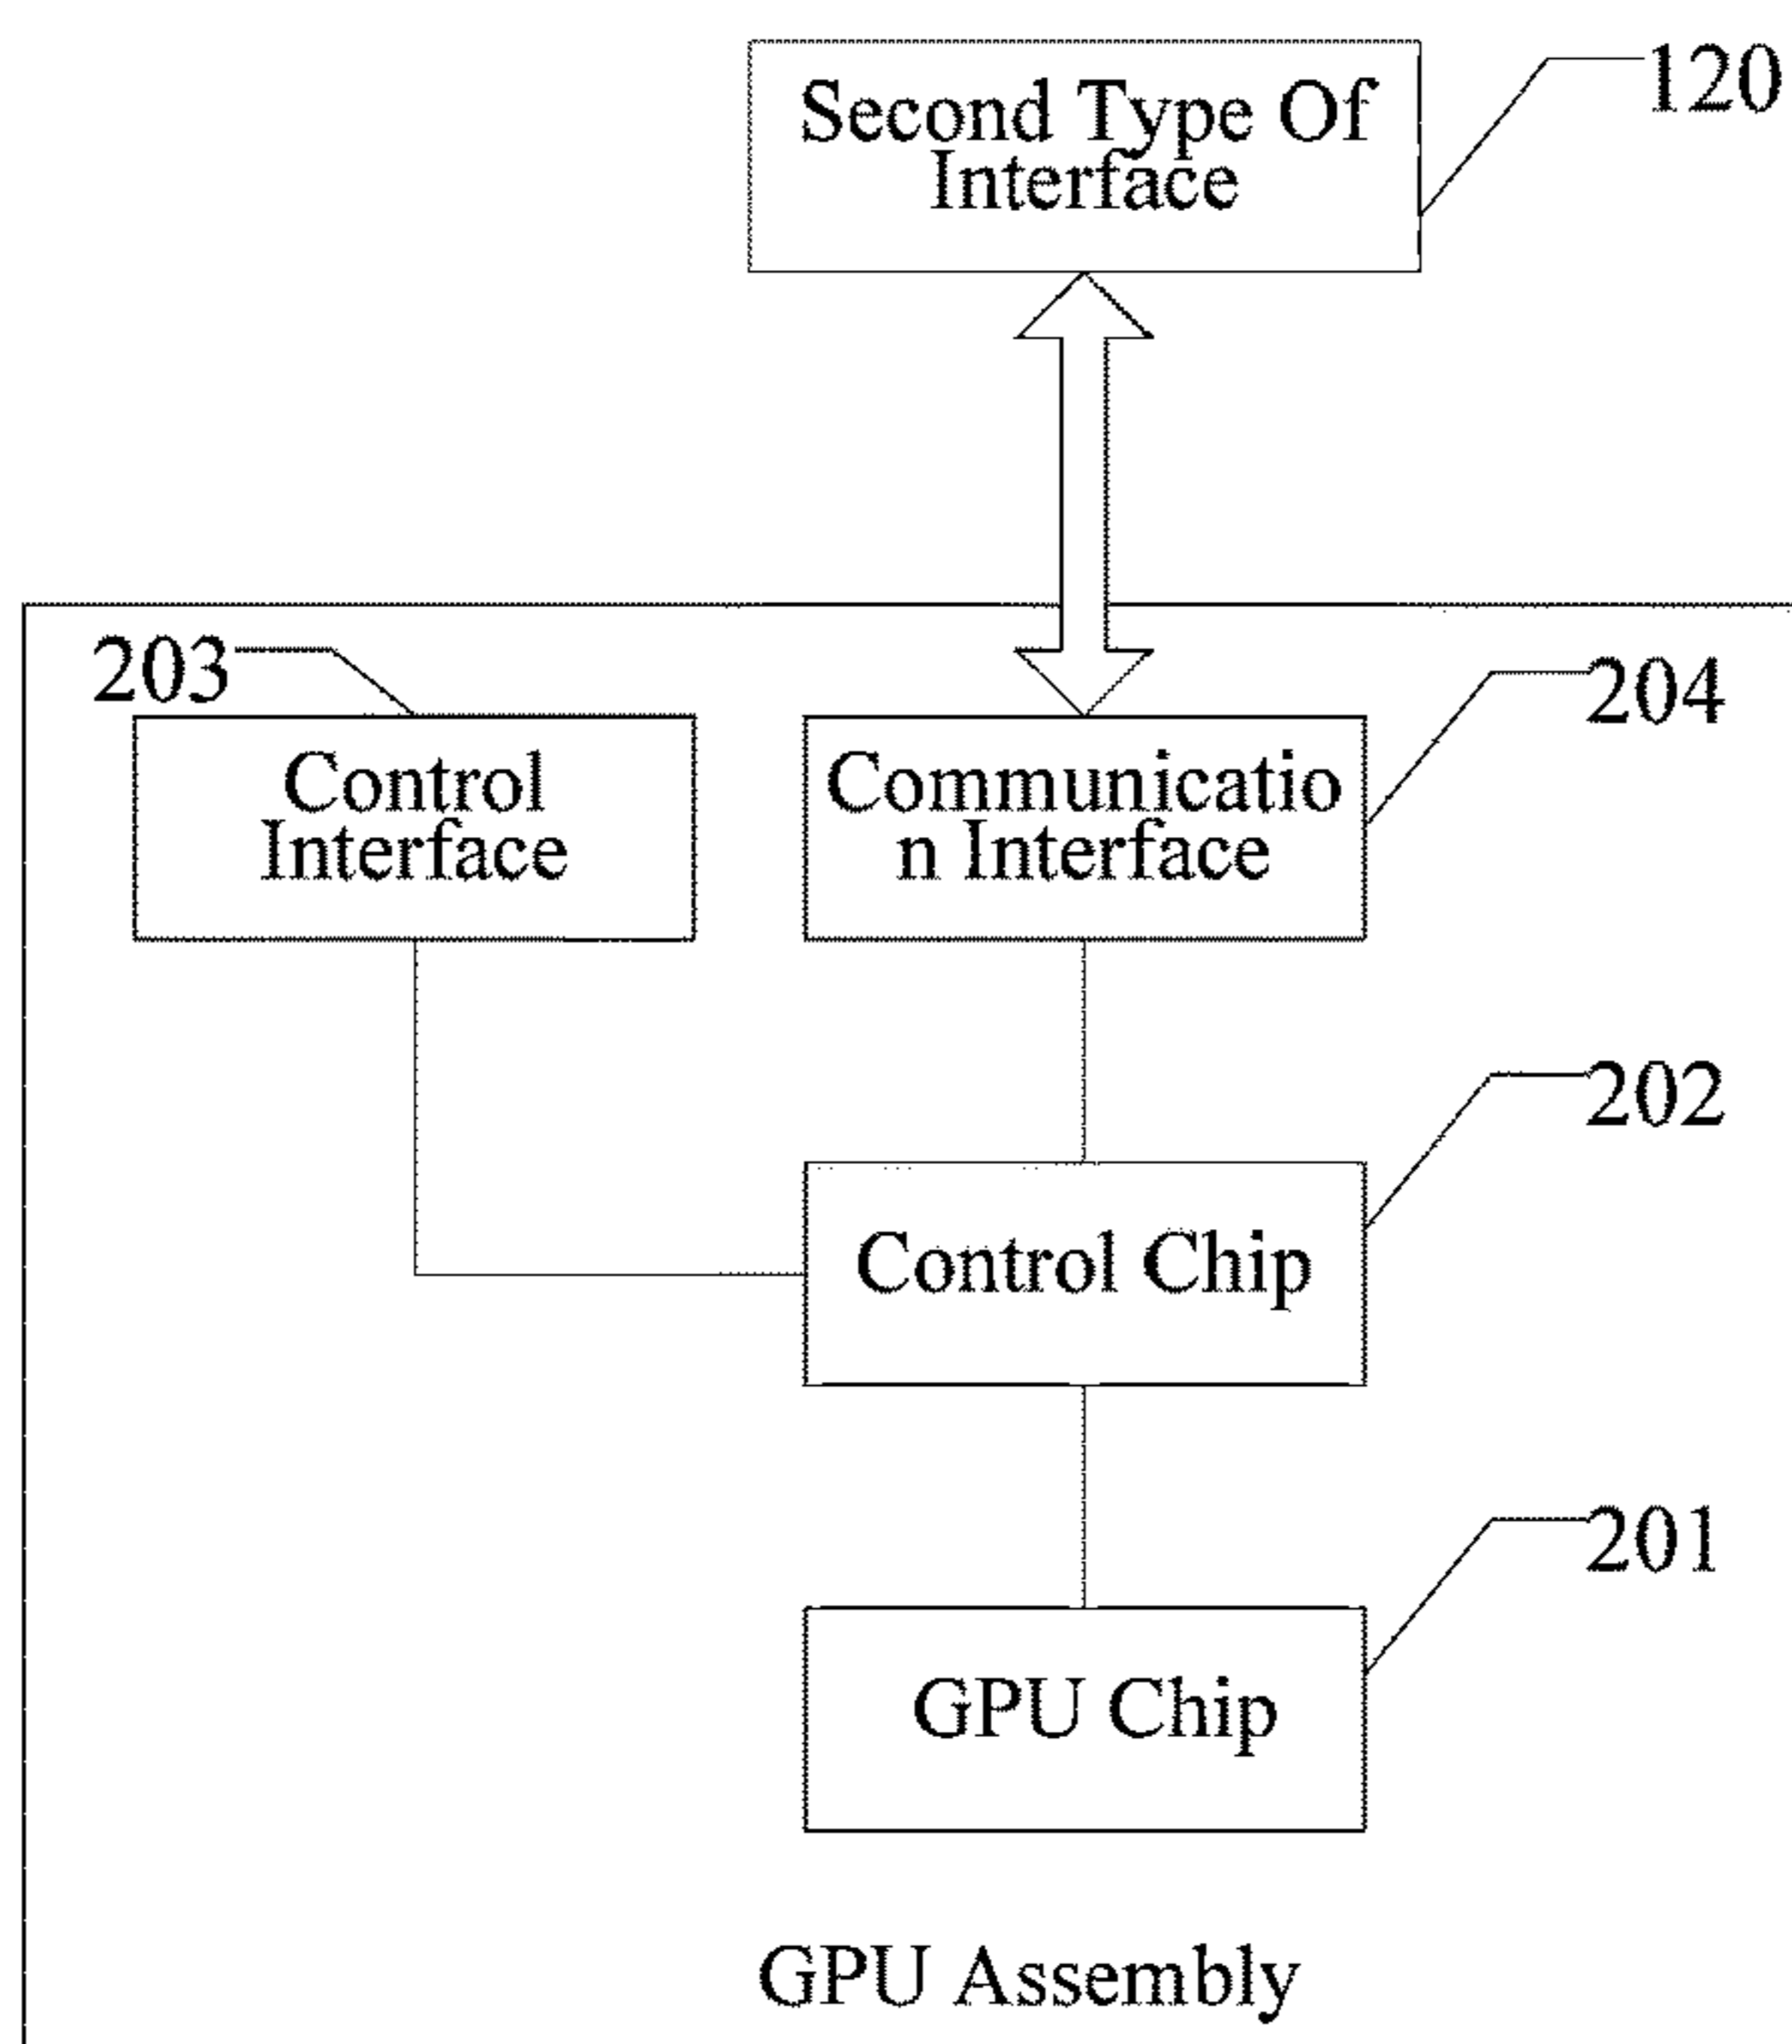 Second Type Of
Interface
120
203
204
Control
Interface
Communicatio
n Interface
202
Control Chip
201
GPU Chip
GPU Assembly